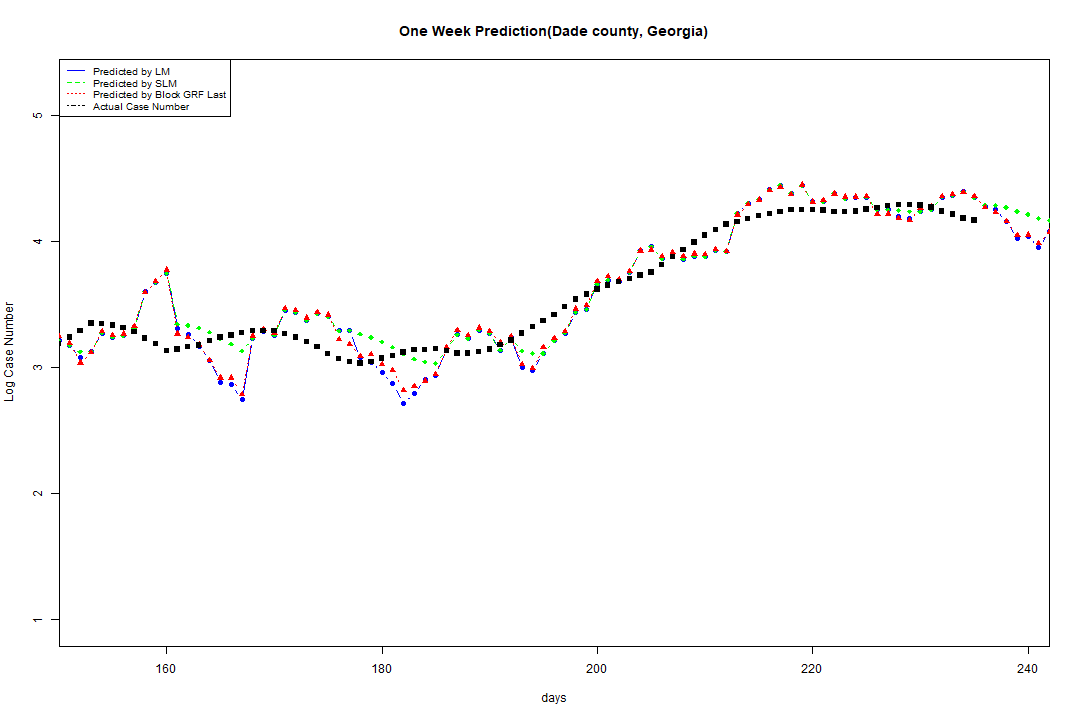 One Week Prediction(Dade county, Georgia)
Predicted by LM
Predicted by SLM
Predicted by Block GRF Last
Actual Case Number
5
4
3
2
1
Log Case Number
160
180
200
220
240
days